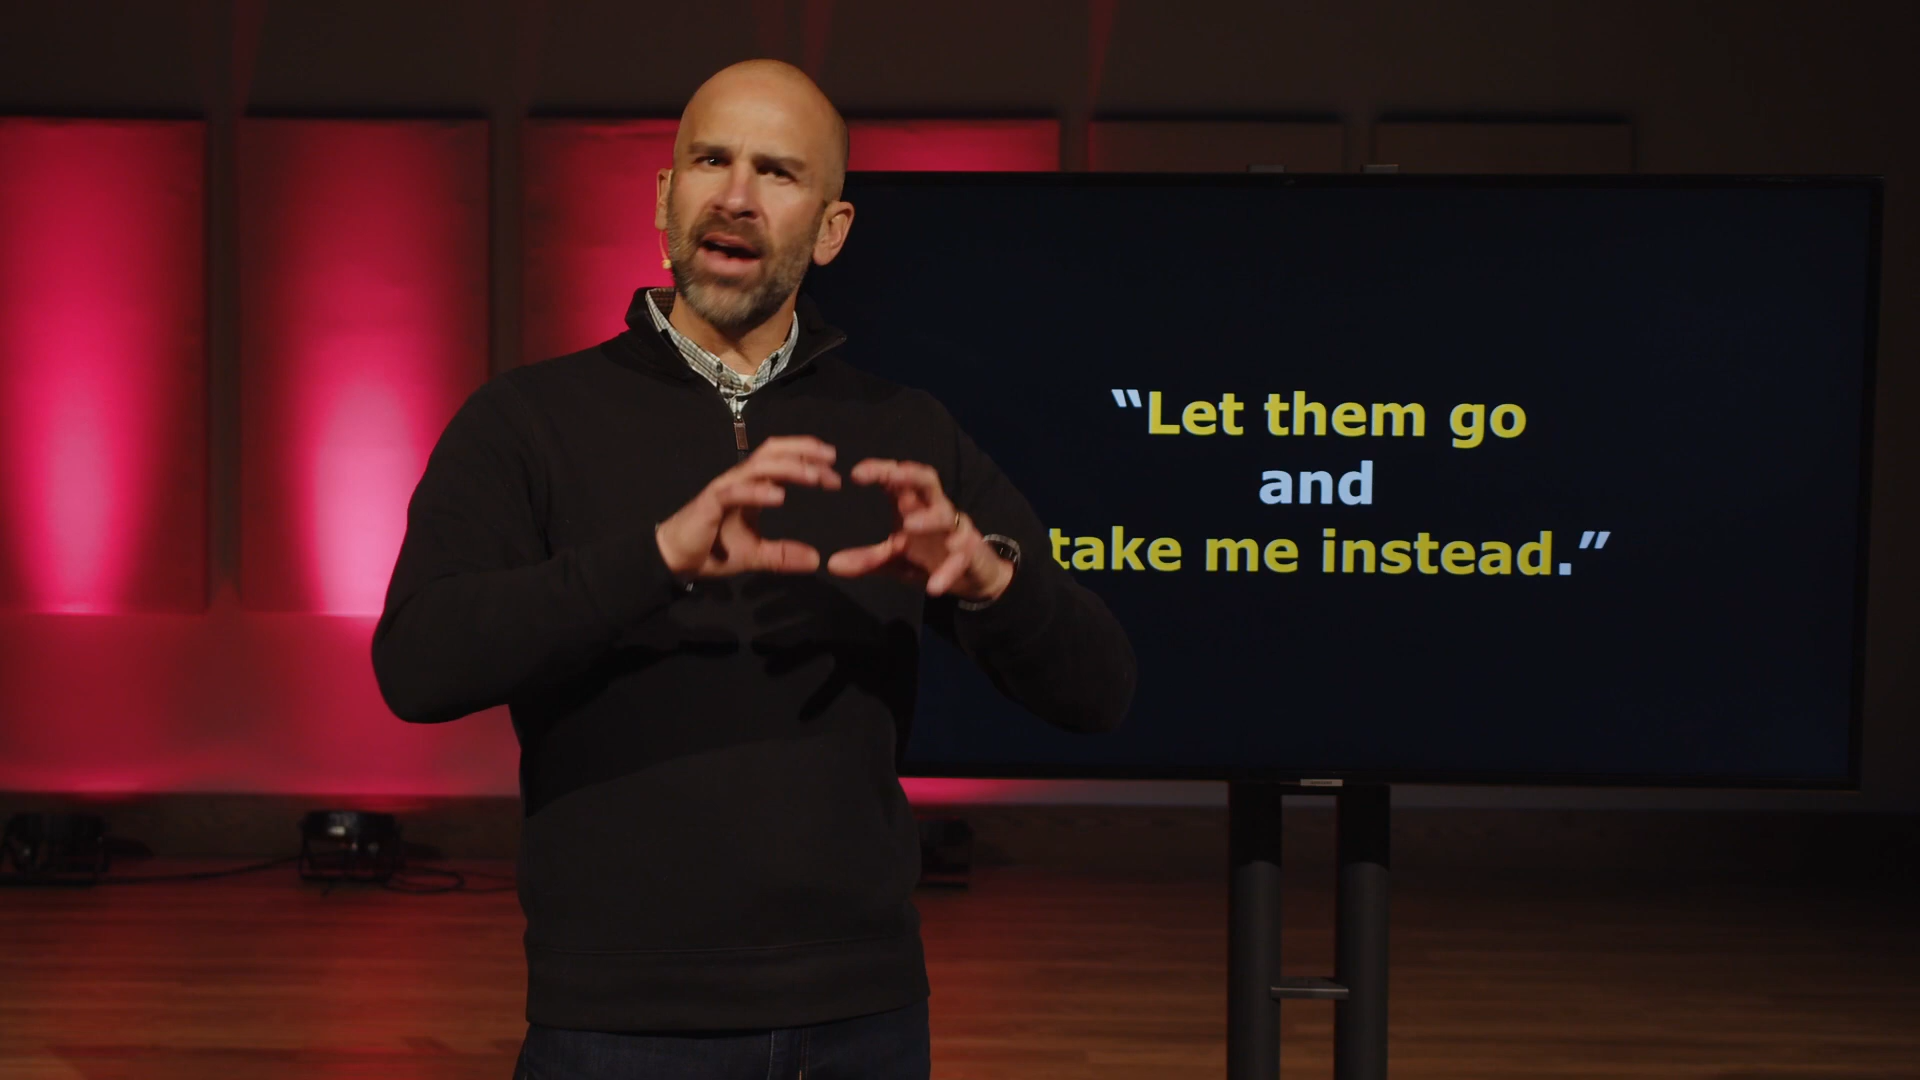 “Let them go
and
take me instead.”